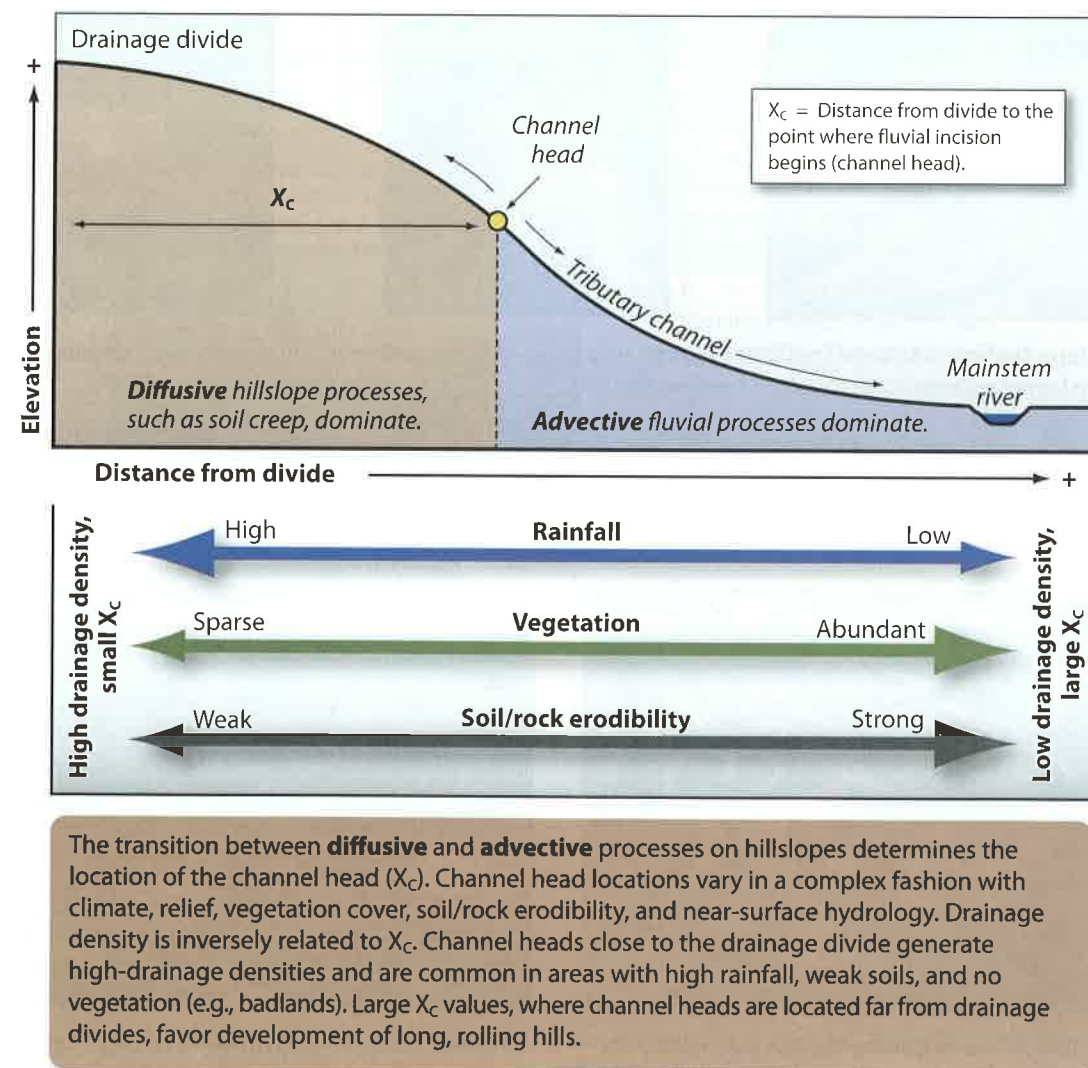 Drainage divide
+
Channel
head
X_C = Distance from divide to the
point where fluvial incision
begins (channel head).
X_C
Tributary channel
Mainstem
river
Elevation
Diffusive hillslope processes,
such as soil creep, dominate.
Advective fluvial processes dominate.
Distance from divide
+
High drainage density,
small X_C
High
Rainfall
Low
Sparse
Vegetation
Abundant
Weak
Soil/rock erodibility
Strong
Low drainage density,
large X_C
The transition between diffusive and advective processes on hillslopes determines the
location of the channel head (X_C). Channel head locations vary in a complex fashion with
climate, relief, vegetation cover, soil/rock erodibility, and near-surface hydrology. Drainage
density is inversely related to X_C. Channel heads close to the drainage divide generate
high-drainage densities and are common in areas with high rainfall, weak soils, and no
vegetation (e.g., badlands). Large X_C values, where channel heads are located far from drainage
divides, favor development of long, rolling hills.